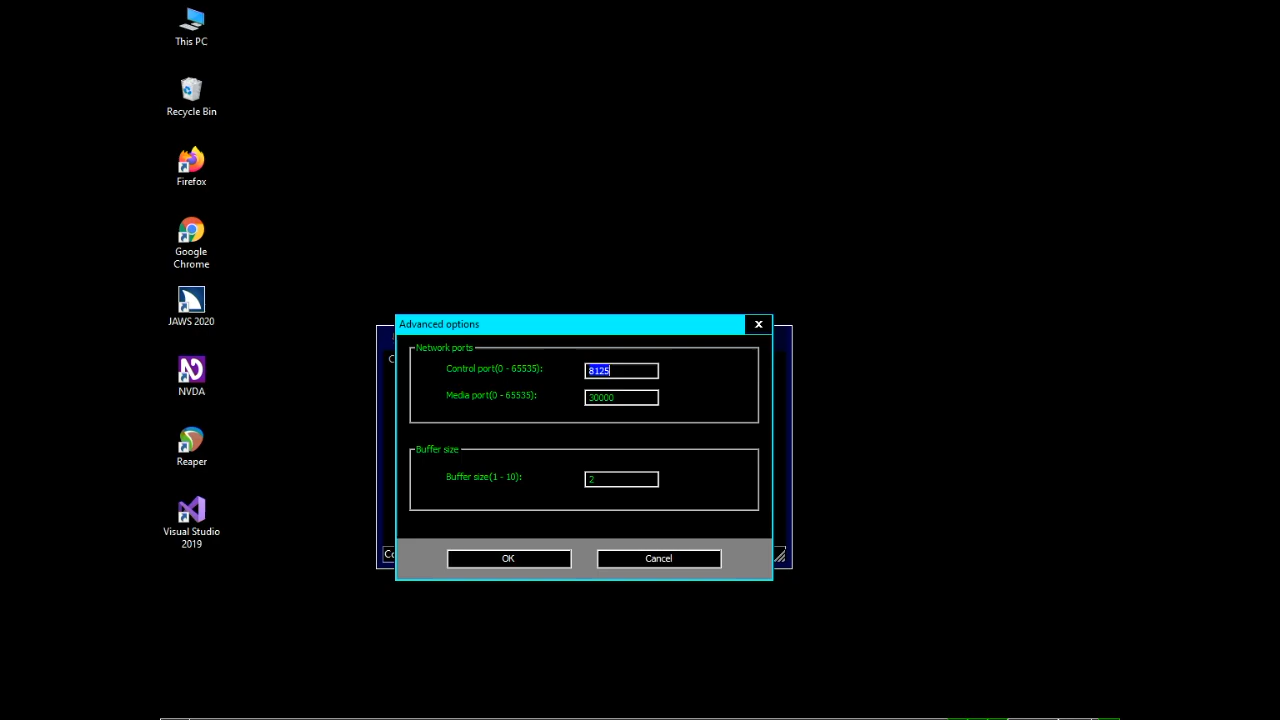 This PC
Recycle Bin
Firefox
Google
Chrome
JAWS 2020
NVDA
Reaper
Visual Studio
2019
Advanced options
X
Network ports
Control port(0 - 65535):
8125
Media port(0 - 65535):
30000
Buffer size
Buffer size(1 - 10):
2
OK
Cancel